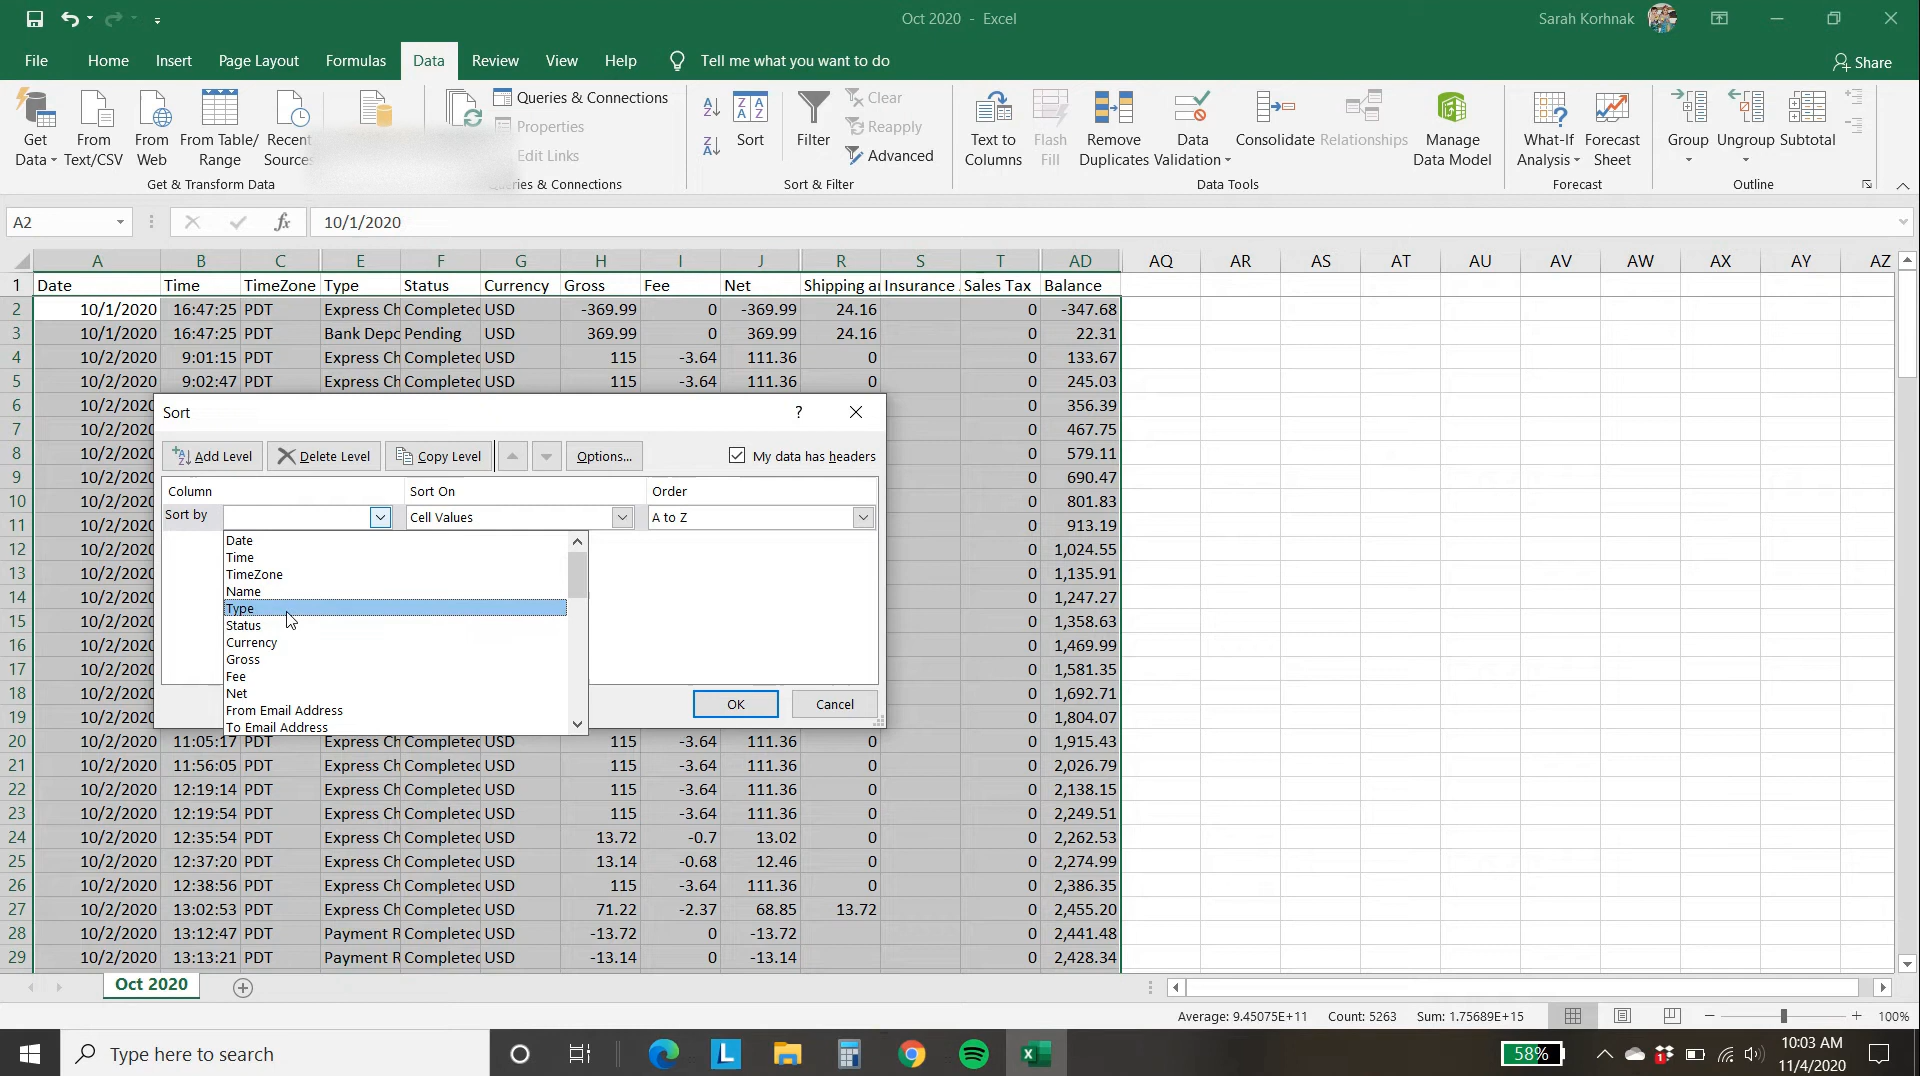 Oct 2020 - Excel
Sarah Korhnak
File Home Insert Page Layout Formulas Data Review View Help Tell me what you want to do
Share
Get Data From Text/CSV From Web From Table/ Range Recent Sources
Get & Transform Data
Queries & Connections
Properties
Edit Links
Queries & Connections
Sort Filter
Clear
Reapply
Advanced
Sort & Filter
Text to Columns Flash Fill Remove Duplicates Data Validation Consolidate Relationships Manage Data Model
Data Tools
What-If Analysis Forecast Sheet
Forecast
Group Ungroup Subtotal
Outline
A2 fx 10/1/2020
A B C E F G H I J R S T AD AQ AR AS AT AU AV AW AX AY AZ
1 Date Time TimeZone Type Status Currency Gross Fee Net Shipping a Insurance Sales Tax Balance
2 10/1/2020 16:47:25 PDT Express Ch Completed USD -369.99 0 -369.99 24.16 0 -347.68
3 10/1/2020 16:47:25 PDT Bank Depo Pending USD 369.99 0 369.99 24.16 0 22.31
4 10/2/2020 9:01:15 PDT Express Ch Completed USD 115 -3.64 111.36 0 0 133.67
5 10/2/2020 9:02:47 PDT Express Ch Completed USD 115 -3.64 111.36 0 0 245.03
6 10/2/2020 0 356.39
7 10/2/2020 0 467.75
8 10/2/2020 0 579.11
9 10/2/2020 0 690.47
10 10/2/2020 0 801.83
11 10/2/2020 0 913.19
12 10/2/2020 0 1,024.55
13 10/2/2020 0 1,135.91
14 10/2/2020 0 1,247.27
15 10/2/2020 0 1,358.63
16 10/2/2020 0 1,469.99
17 10/2/2020 0 1,581.35
18 10/2/2020 0 1,692.71
19 10/2/2020 0 1,804.07
20 10/2/2020 11:05:17 PDT Express Ch Completed USD 115 -3.64 111.36 0 0 1,915.43
21 10/2/2020 11:56:05 PDT Express Ch Completed USD 115 -3.64 111.36 0 0 2,026.79
22 10/2/2020 12:19:14 PDT Express Ch Completed USD 115 -3.64 111.36 0 0 2,138.15
23 10/2/2020 12:19:54 PDT Express Ch Completed USD 115 -3.64 111.36 0 0 2,249.51
24 10/2/2020 12:35:54 PDT Express Ch Completed USD 13.72 -0.7 13.02 0 0 2,262.53
25 10/2/2020 12:37:20 PDT Express Ch Completed USD 13.14 -0.68 12.46 0 0 2,274.99
26 10/2/2020 12:38:56 PDT Express Ch Completed USD 115 -3.64 111.36 0 0 2,386.35
27 10/2/2020 13:02:53 PDT Express Ch Completed USD 71.22 -2.37 68.85 13.72 0 2,455.20
28 10/2/2020 13:12:47 PDT Payment R Completed USD -13.72 0 -13.72 0 2,441.48
29 10/2/2020 13:13:21 PDT Payment R Completed USD -13.14 0 -13.14 0 2,428.34
Sort ?
Add Level Delete Level Copy Level Options... My data has headers
Column Sort On Order
Sort by Cell Values A to Z
Date
Time
TimeZone
Name
Type
Status
Currency
Gross
Fee
Net
From Email Address
To Email Address
OK Cancel
Oct 2020
Average: 9.45075E+11 Count: 5263 Sum: 1.75689E+15 100%
Type here to search
L
58%
1
10:03 AM
11/4/2020